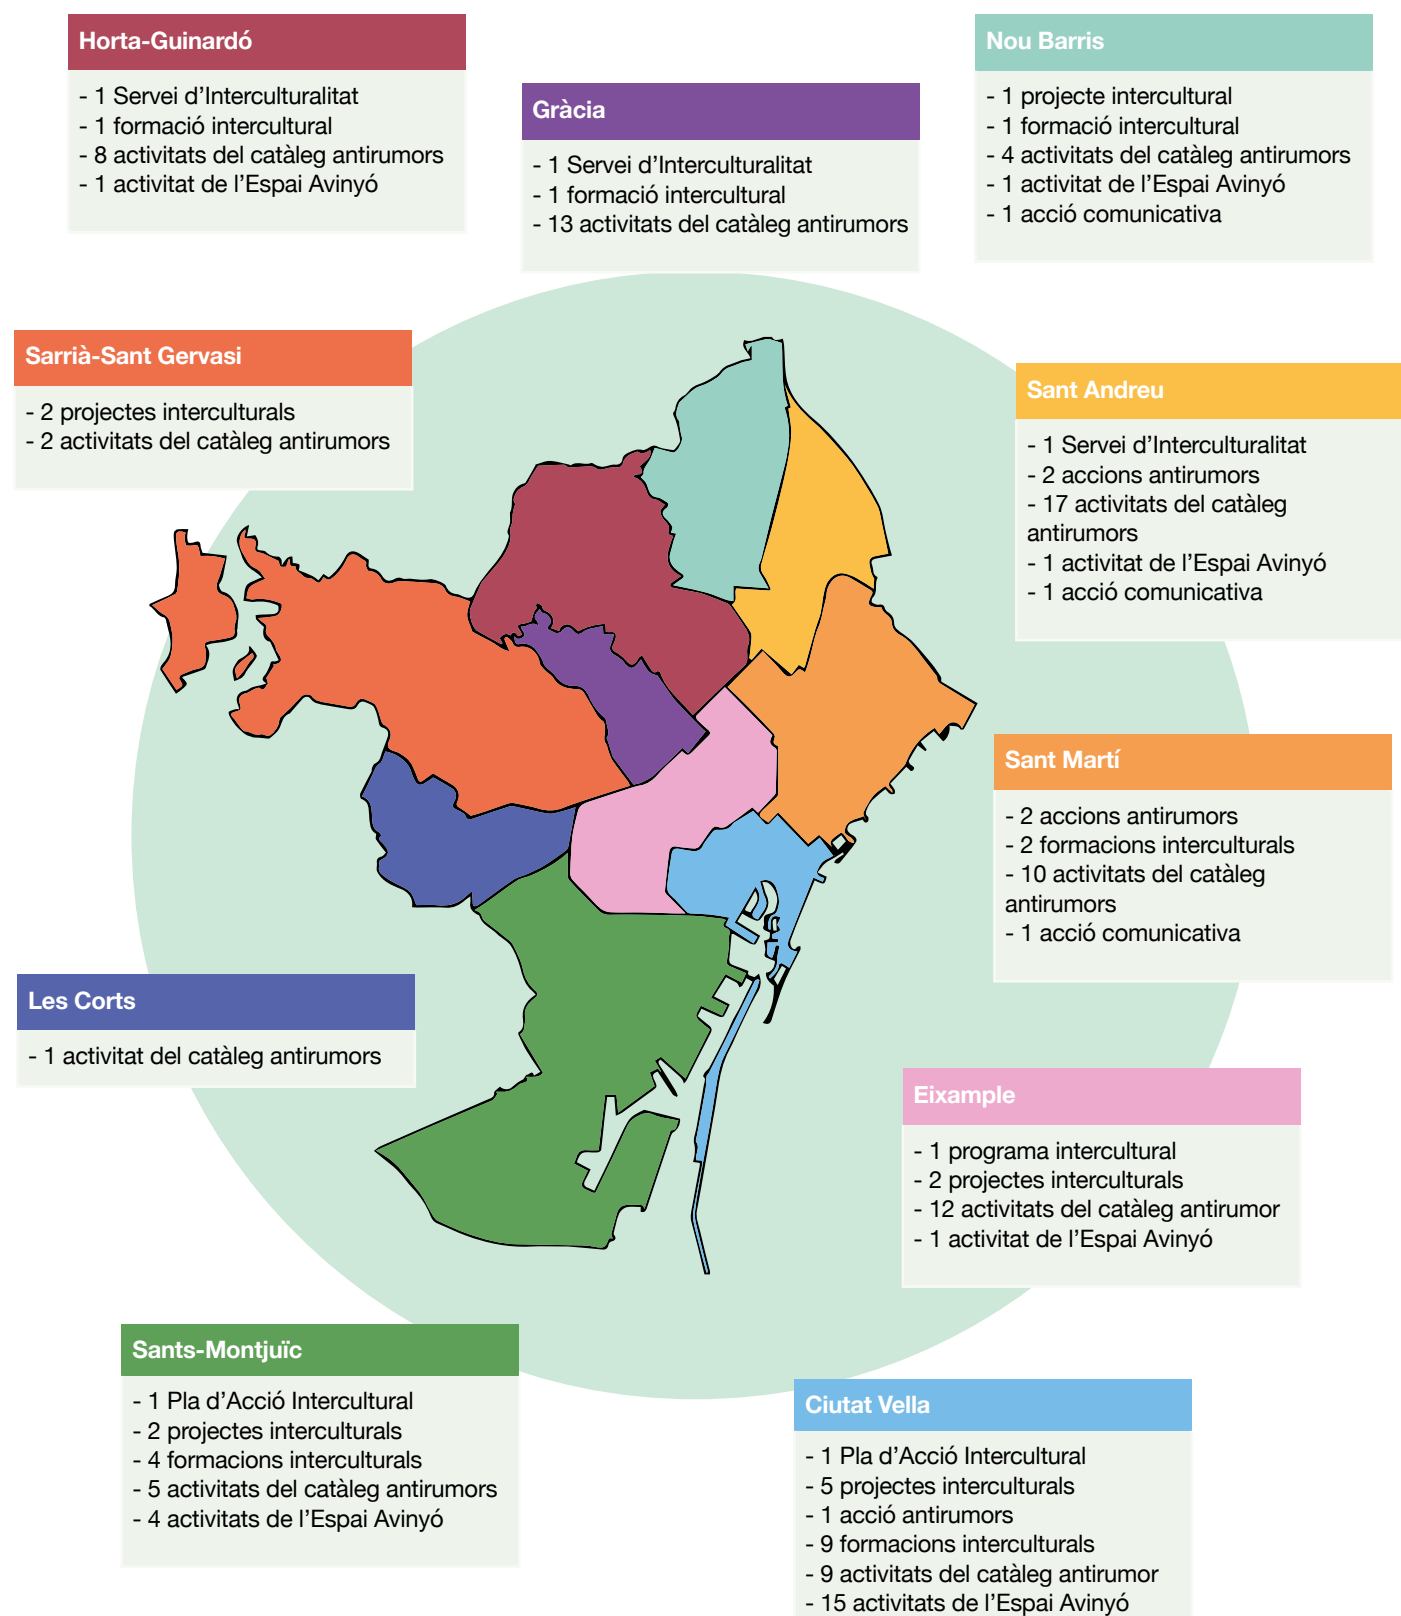 Horta-Guinardó
- 1 Servei d’Interculturalitat
- 1 formació intercultural
- 8 activitats del catàleg antirumors
- 1 activitat de l’Espai Avinyó
Gràcia
- 1 Servei d’Interculturalitat
- 1 formació intercultural
- 13 activitats del catàleg antirumors
Nou Barris
- 1 projecte intercultural
- 1 formació intercultural
- 4 activitats del catàleg antirumors
- 1 activitat de l’Espai Avinyó
- 1 acció comunicativa
Sarrià-Sant Gervasi
- 2 projectes interculturals
- 2 activitats del catàleg antirumors
Sant Andreu
- 1 Servei d’Interculturalitat
- 2 accions antirumors
- 17 activitats del catàleg
antirumors
- 1 activitat de l’Espai Avinyó
- 1 acció comunicativa
Sant Martí
- 2 accions antirumors
- 2 formacions interculturals
- 10 activitats del catàleg
antirumors
- 1 acció comunicativa
Les Corts
- 1 activitat del catàleg antirumors
Eixample
- 1 programa intercultural
- 2 projectes interculturals
- 12 activitats del catàleg antirumor
- 1 activitat de l’Espai Avinyó
Sants-Montjuïc
- 1 Pla d’Acció Intercultural
- 2 projectes interculturals
- 4 formacions interculturals
- 5 activitats del catàleg antirumors
- 4 activitats de l’Espai Avinyó
Ciutat Vella
- 1 Pla d’Acció Intercultural
- 5 projectes interculturals
- 1 acció antirumors
- 9 formacions interculturals
- 9 activitats del catàleg antirumor
- 15 activitats de l’Espai Avinyó